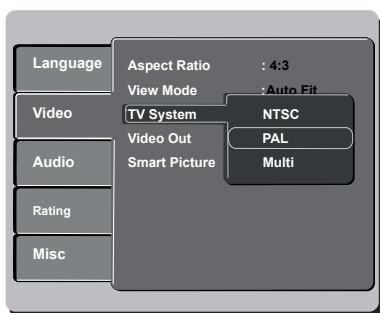 Language
Video
Audio
Rating
Misc
Aspect Ratio : 4:3
View Mode :Auto Fit
TV System
Video Out
Smart Picture
NTSC
PAL
Multi